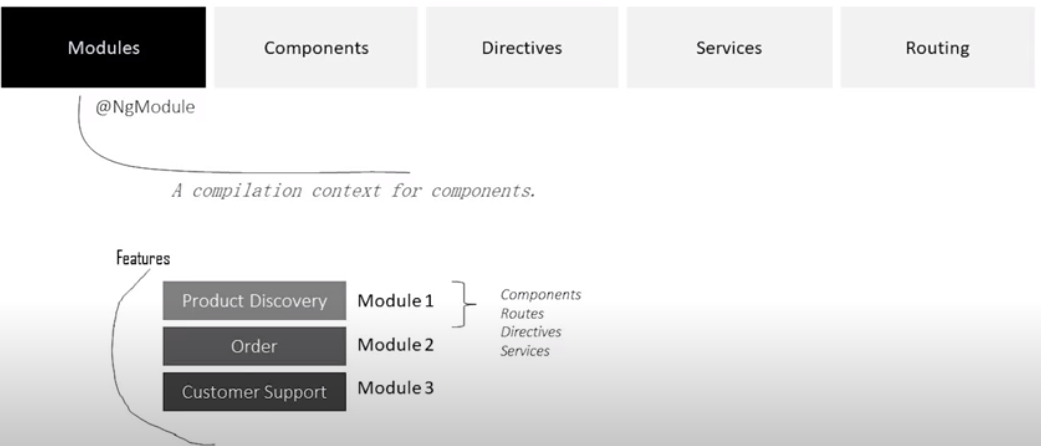 Modules
Components
Directives
Services
Routing
@NgModule
A compilation context for components.
Features
Product Discovery Module 1
Components
Routes
Directives
Services
Order Module 2
Customer Support Module 3